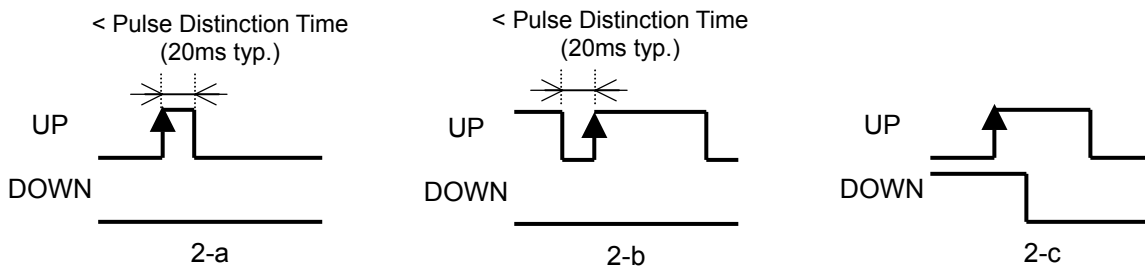 < Pulse Distinction Time
(20ms typ.)
UP
DOWN
2-a
< Pulse Distinction Time
(20ms typ.)
UP
DOWN
2-b
UP
DOWN
2-c